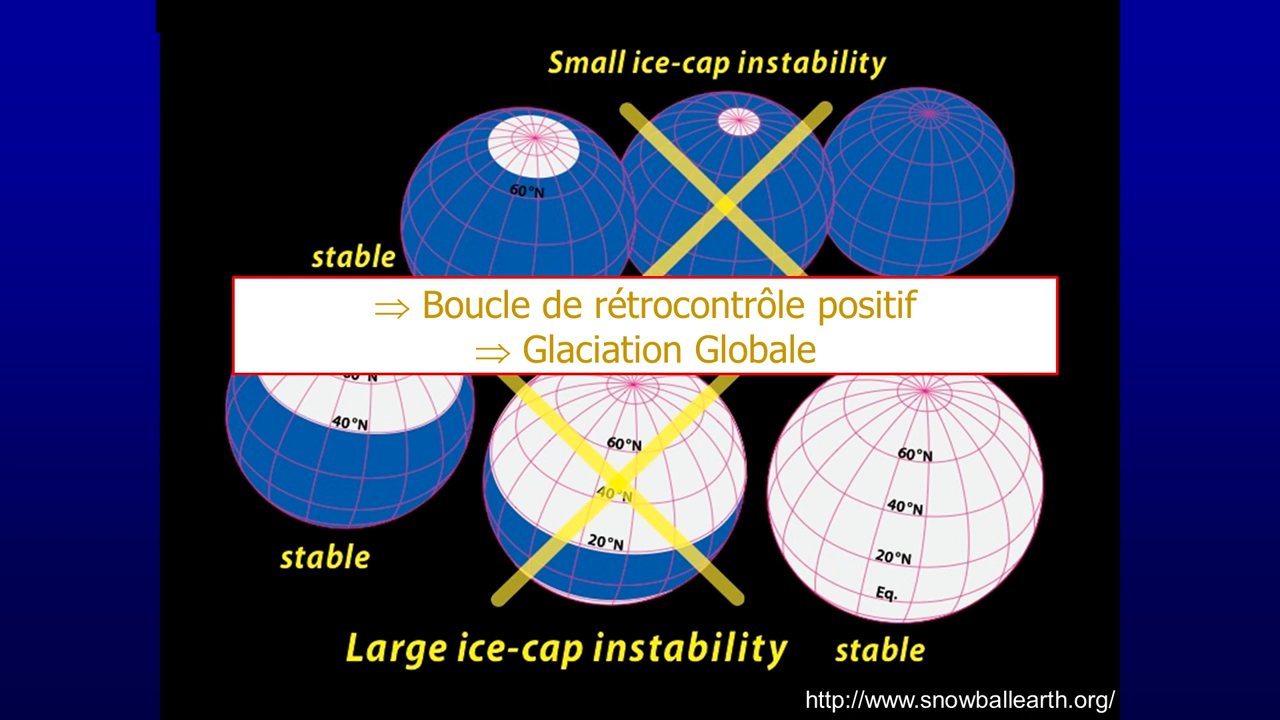 Small ice-cap instability
60°N
stable
⇒ Boucle de rétrocontrôle positif
⇒ Glaciation Globale
60°N
40°N
60°N
40°N
20°N
60°N
40°N
20°N
Eq.
stable
Large ice-cap instability
stable
http://www.snowballearth.org/